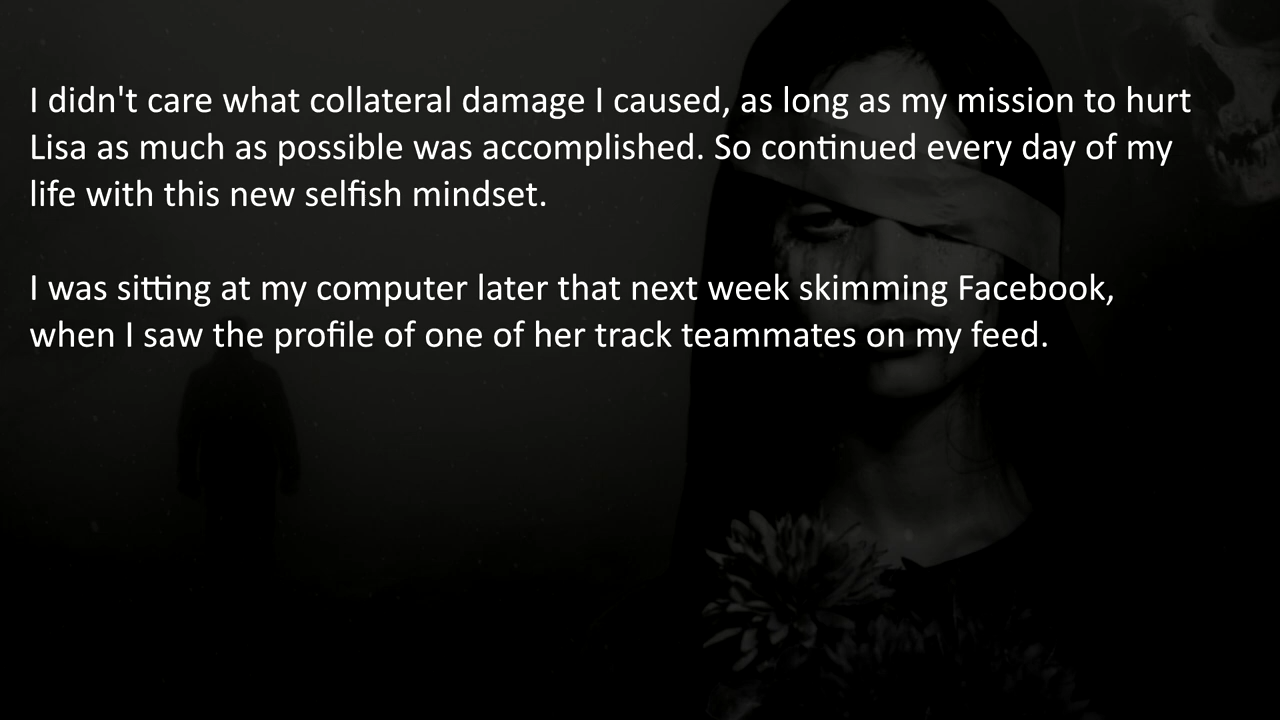 I didn't care what collateral damage I caused, as long as my mission to hurt
Lisa as much as possible was accomplished. So continued every day of my
life with this new selfish mindset.
I was sitting at my computer later that next week skimming Facebook,
when I saw the profile of one of her track teammates on my feed.